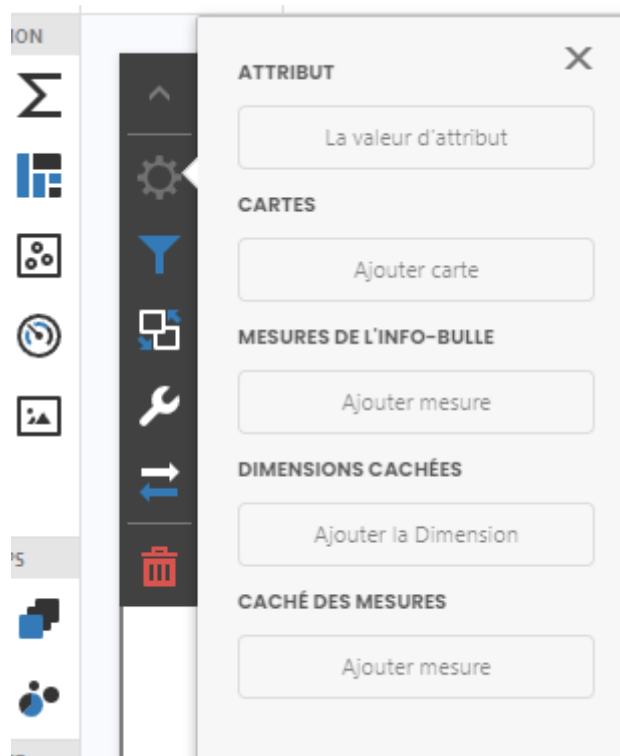 ION
ATTRIBUT
La valeur d'attribut
CARTES
Ajouter carte
MESURES DE L'INFO-BULLE
Ajouter mesure
DIMENSIONS CACHÉES
Ajouter la Dimension
CACHÉ DES MESURES
Ajouter mesure